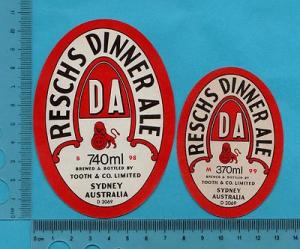 RESCHS DINNER ALE
DA
B 740ml 98
BREWED & BOTTLED BY
TOOTH & CO. LIMITED
SYDNEY
AUSTRALIA
D 2069
RESCHS DINNER ALE
DA
M 370ml 99
BREWED & BOTTLED BY
TOOTH & CO. LIMITED
SYDNEY
AUSTRALIA
D 2069